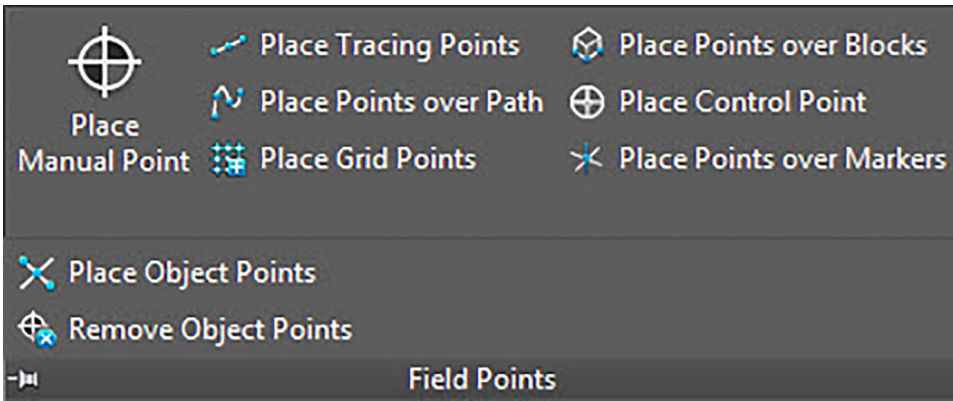 Place
Manual Point
Place Tracing Points
Place Points over Path
Place Grid Points
Place Points over Blocks
Place Control Point
Place Points over Markers
Place Object Points
Remove Object Points
Field Points